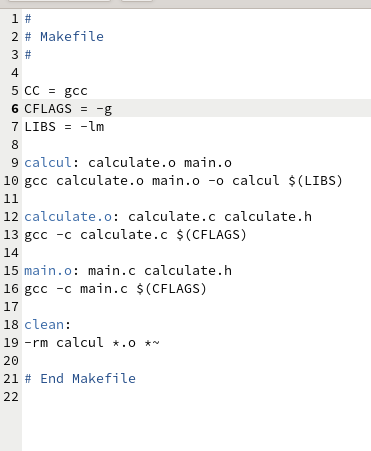 1 #
2 # Makefile
3 #
4
5 CC = gcc
6 CFLAGS = -g
7 LIBS = -lm
8
9 calcul: calculate.o main.o
10 gcc calculate.o main.o -o calcul $(LIBS)
11
12 calculate.o: calculate.c calculate.h
13 gcc -c calculate.c $(CFLAGS)
14
15 main.o: main.c calculate.h
16 gcc -c main.c $(CFLAGS)
17
18 clean:
19 -rm calcul *.o *~
20
21 # End Makefile
22